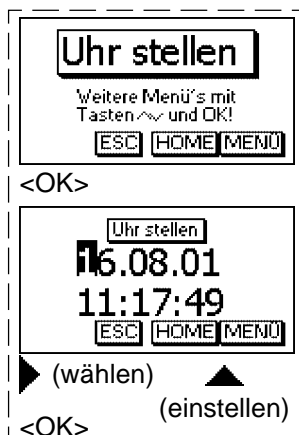 Uhr stellen
Weitere Menü´s mit
Tasten und OK!
ESC HOME MENÜ
<OK>
Uhr stellen
16.08.01
11:17:49
ESC HOME MENÜ
(wählen)
(einstellen)
<OK>